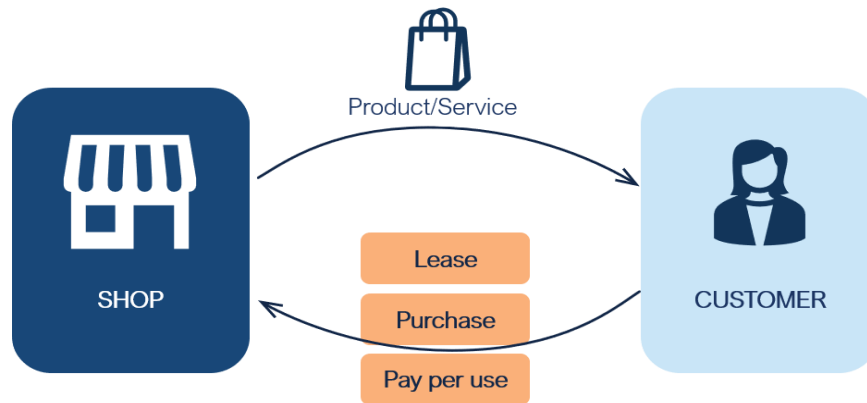 Product/Service
SHOP
Lease
Purchase
Pay per use
CUSTOMER